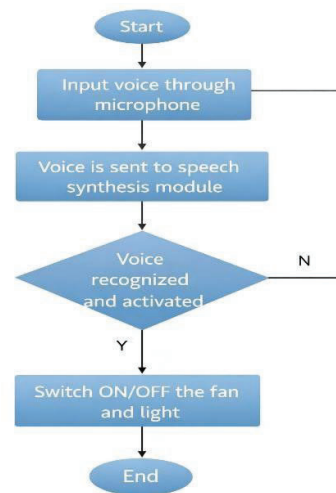 Start
Input voice through
microphone
Voice is sent to speech
synthesis module
Voice
recognized
and activated
N
Y
Switch ON/OFF the fan
and light
End